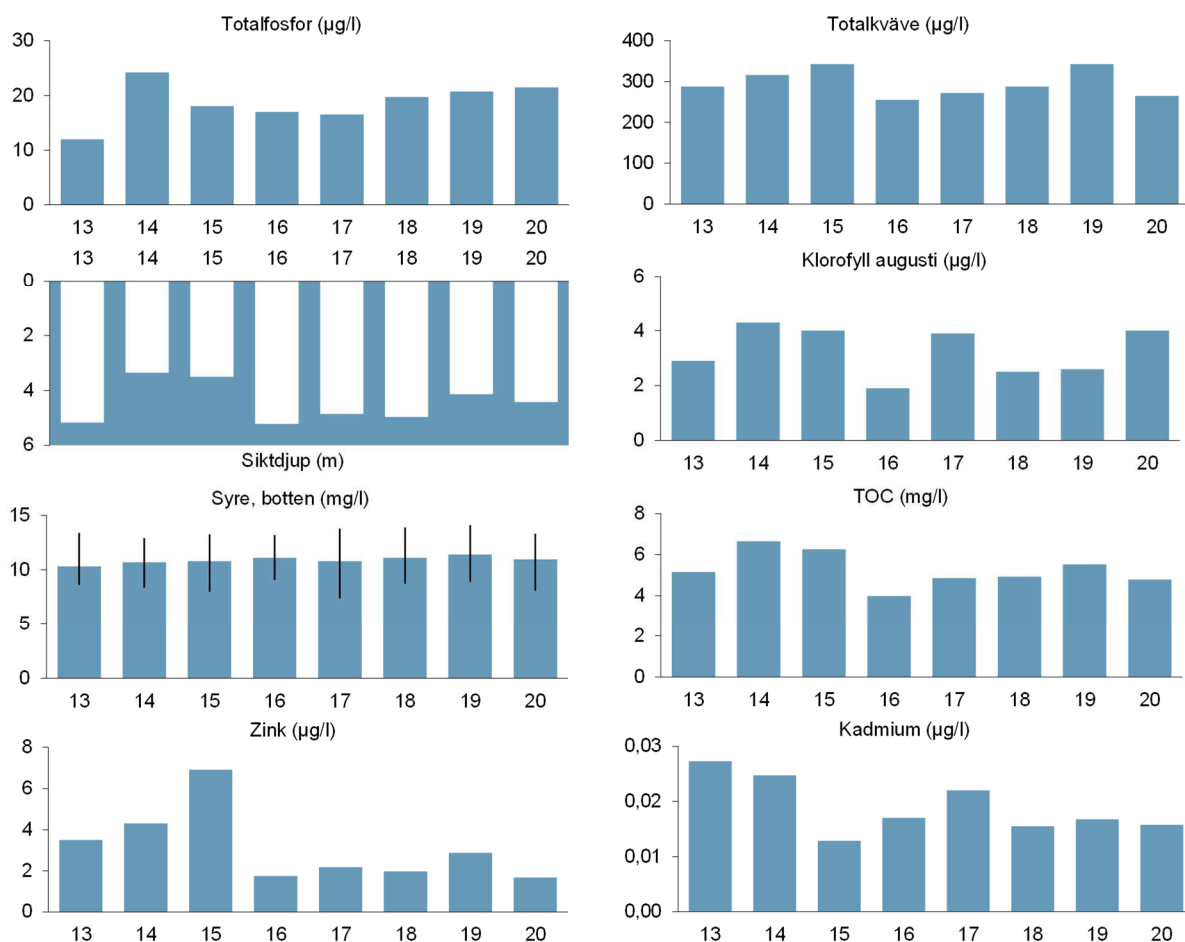 Totalfosfor (µg/l)
30
20
10
0
13 14 15 16 17 18 19 20
Totalkväve (µg/l)
400
300
200
100
0
13 14 15 16 17 18 19 20
13 14 15 16 17 18 19 20
0
2
4
6
Siktdjup (m)
Klorofyll augusti (µg/l)
6
4
2
0
13 14 15 16 17 18 19 20
Syre, botten (mg/l)
15
10
5
0
13 14 15 16 17 18 19 20
TOC (mg/l)
8
6
4
2
0
13 14 15 16 17 18 19 20
Zink (µg/l)
8
6
4
2
0
13 14 15 16 17 18 19 20
Kadmium (µg/l)
0,03
0,02
0,01
0,00
13 14 15 16 17 18 19 20